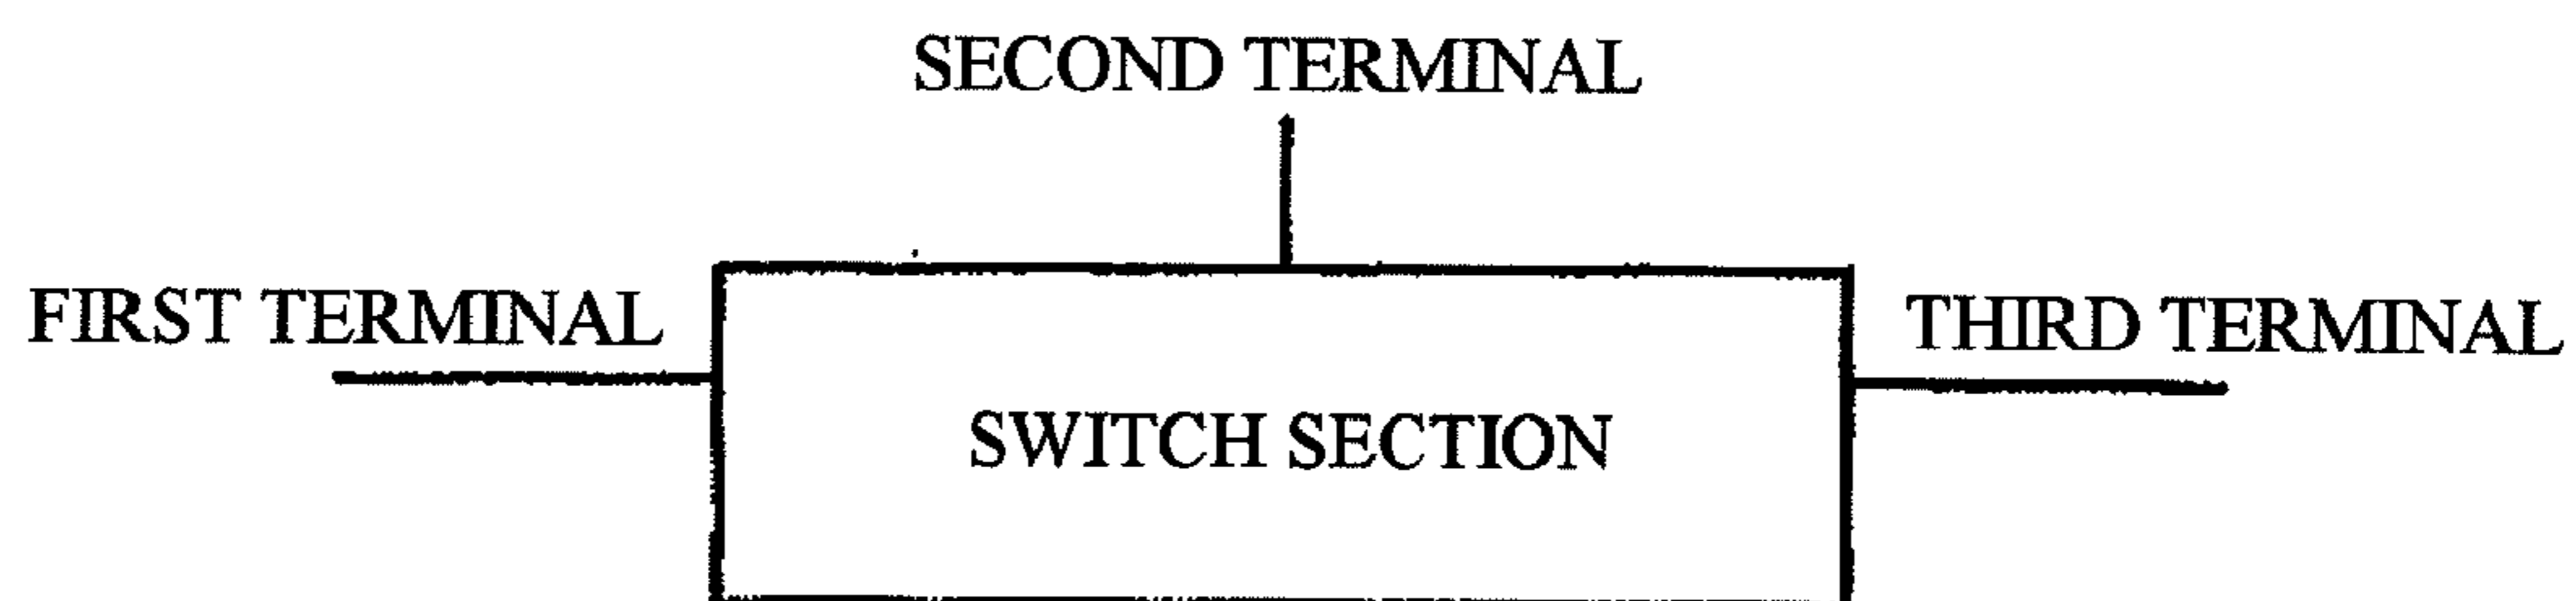 SECOND TERMINAL
FIRST TERMINAL
THIRD TERMINAL
SWITCH SECTION